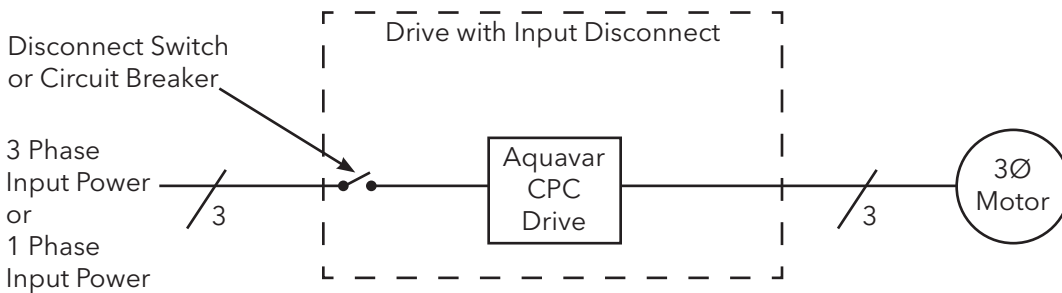 Drive with Input Disconnect
Disconnect Switch
or Circuit Breaker
3 Phase
Input Power
or
1 Phase
Input Power
3
Aquavar
CPC
Drive
3
3Ø
Motor